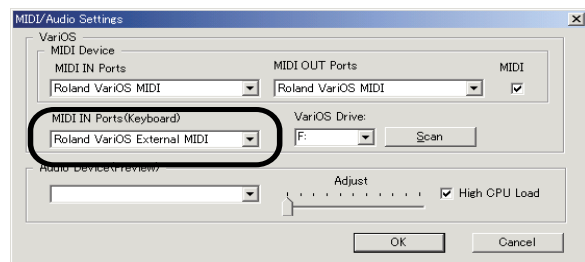 MIDI/Audio Settings
VariOS
MIDI Device
MIDI IN Ports MIDI OUT Ports MIDI
Roland VariOS MIDI Roland VariOS MIDI
MIDI IN Ports(Keyboard) VariOS Drive:
Roland VariOS External MIDI F: Scan
Audio Device(Preview)
Adjust
High CPU Load
OK Cancel